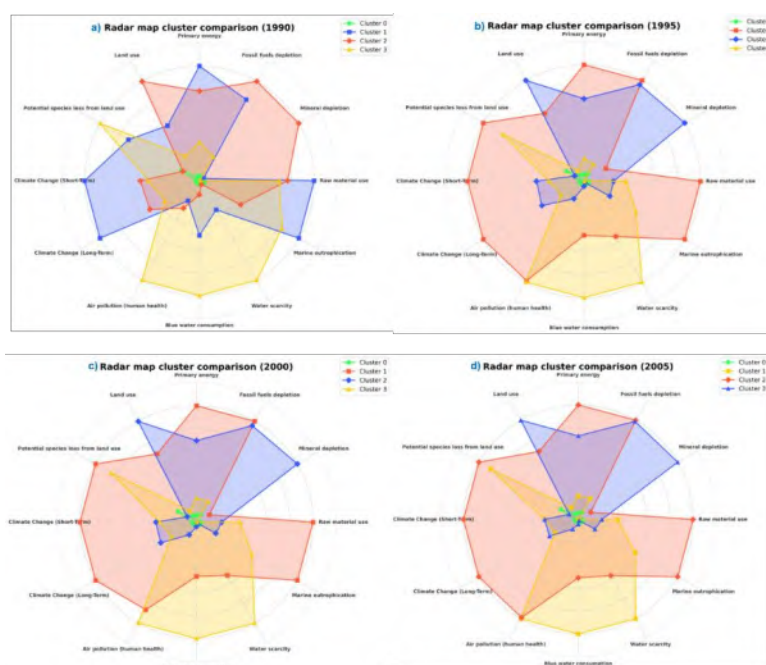 a) Radar map cluster comparison (1990)
Cluster 0
Cluster 1
Cluster 2
Cluster 3
Primary energy
Land use
Fossil fuels depletion
Potential species loss from land use
Mineral depletion
Climate Change (Short-Term)
Raw material use
Climate Change (Long-Term)
Marine eutrophication
Air pollution (human health)
Water scarcity
Blue water consumption
b) Radar map cluster comparison (1995)
Cluster
Cluster
Cluster
Cluster
Primary energy
Land use
Fossil fuels depletion
Potential species loss from land use
Mineral depletion
Climate Change (Short-Term)
Raw material use
Climate Change (Long-Term)
Marine eutrophication
Air pollution (human health)
Water scarcity
Blue water consumption
c) Radar map cluster comparison (2000)
Cluster 0
Cluster 1
Cluster 2
Cluster 3
Primary energy
Land use
Fossil fuels depletion
Potential species loss from land use
Mineral depletion
Climate Change (Short-Term)
Raw material use
Climate Change (Long-Term)
Marine eutrophication
Air pollution (human health)
Water scarcity
d) Radar map cluster comparison (2005)
Cluster 0
Cluster 1
Cluster 2
Cluster
Primary energy
Land use
Fossil fuels depletion
Potential species loss from land use
Mineral depletion
Climate Change (Short-Term)
Raw material use
Climate Change (Long-Term)
Marine eutrophication
Air pollution (human health)
Water scarcity
Blue water consumption